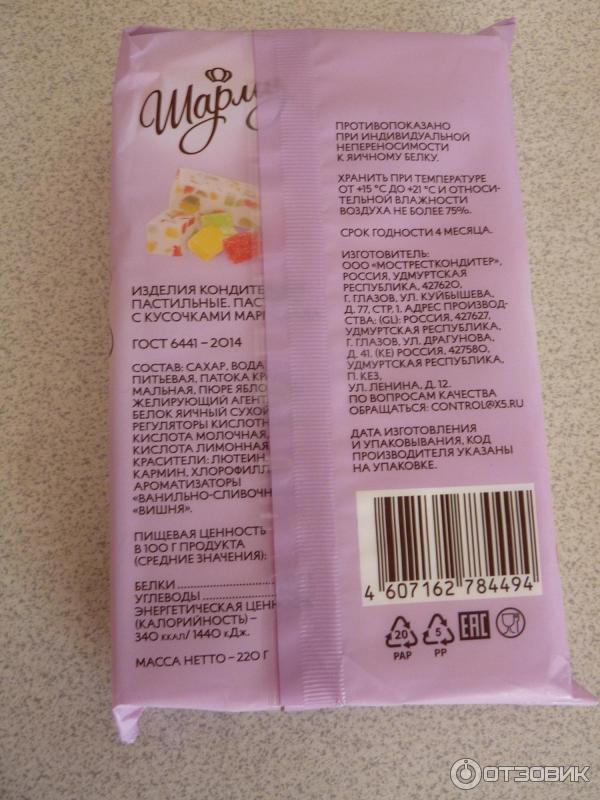 Шарм
ИЗДЕЛИЯ КОНДИТЕ
ПАСТИЛЬНЫЕ. ПАС
С КУСОЧКАМИ МАР
ГОСТ 6441 – 2014
СОСТАВ: САХАР, ВОДА
ПИТЬЕВАЯ, ПАТОКА КР
МАЛЬНАЯ, ПЮРЕ ЯБЛО
ЖЕЛИРУЮЩИЙ АГЕНТ
БЕЛОК ЯИЧНЫЙ СУХОЙ
РЕГУЛЯТОРЫ КИСЛОТН
КИСЛОТА МОЛОЧНАЯ,
КИСЛОТА ЛИМОННАЯ
КРАСИТЕЛИ: ЛЮТЕИН
КАРМИН, ХЛОРОФИЛЛ
АРОМАТИЗАТОРЫ
«ВАНИЛЬНО-СЛИВОЧН
«ВИШНЯ».
ПИЩЕВАЯ ЦЕННОСТЬ
В 100 Г ПРОДУКТА
(СРЕДНИЕ ЗНАЧЕНИЯ):
БЕЛКИ
УГЛЕВОДЫ
ЭНЕРГЕТИЧЕСКАЯ ЦЕНН
(КАЛОРИЙНОСТЬ) –
340 ККАЛ/ 1440 кДж.
МАССА НЕТТО – 220 Г
ПРОТИВОПОКАЗАНО
ПРИ ИНДИВИДУАЛЬНОЙ
НЕПЕРЕНОСИМОСТИ
К ЯИЧНОМУ БЕЛКУ.
ХРАНИТЬ ПРИ ТЕМПЕРАТУРЕ
ОТ +15 °С ДО +21 °С И ОТНОСИ-
ТЕЛЬНОЙ ВЛАЖНОСТИ
ВОЗДУХА НЕ БОЛЕЕ 75%.
СРОК ГОДНОСТИ 4 МЕСЯЦА.
ИЗГОТОВИТЕЛЬ:
ООО «МОСТРЕСТКОНДИТЕР»,
РОССИЯ, УДМУРТСКАЯ
РЕСПУБЛИКА, 427620,
Г. ГЛАЗОВ, УЛ. КУЙБЫШЕВА,
Д. 77, СТР. 1. АДРЕС ПРОИЗВОД-
СТВА: (GL): РОССИЯ, 427627,
УДМУРТСКАЯ РЕСПУБЛИКА,
Г. ГЛАЗОВ, УЛ. ДРАГУНОВА,
Д. 41. (KE) РОССИЯ, 427580,
УДМУРТСКАЯ РЕСПУБЛИКА,
П. КЕЗ,
УЛ. ЛЕНИНА, Д. 12.
ПО ВОПРОСАМ КАЧЕСТВА
ОБРАЩАТЬСЯ: CONTROL@X5.RU
ДАТА ИЗГОТОВЛЕНИЯ
И УПАКОВЫВАНИЯ, КОД
ПРОИЗВОДИТЕЛЯ УКАЗАНЫ
НА УПАКОВКЕ.
4 607162 784494
20 5 EAC
PAP PP
ОТЗОВИК